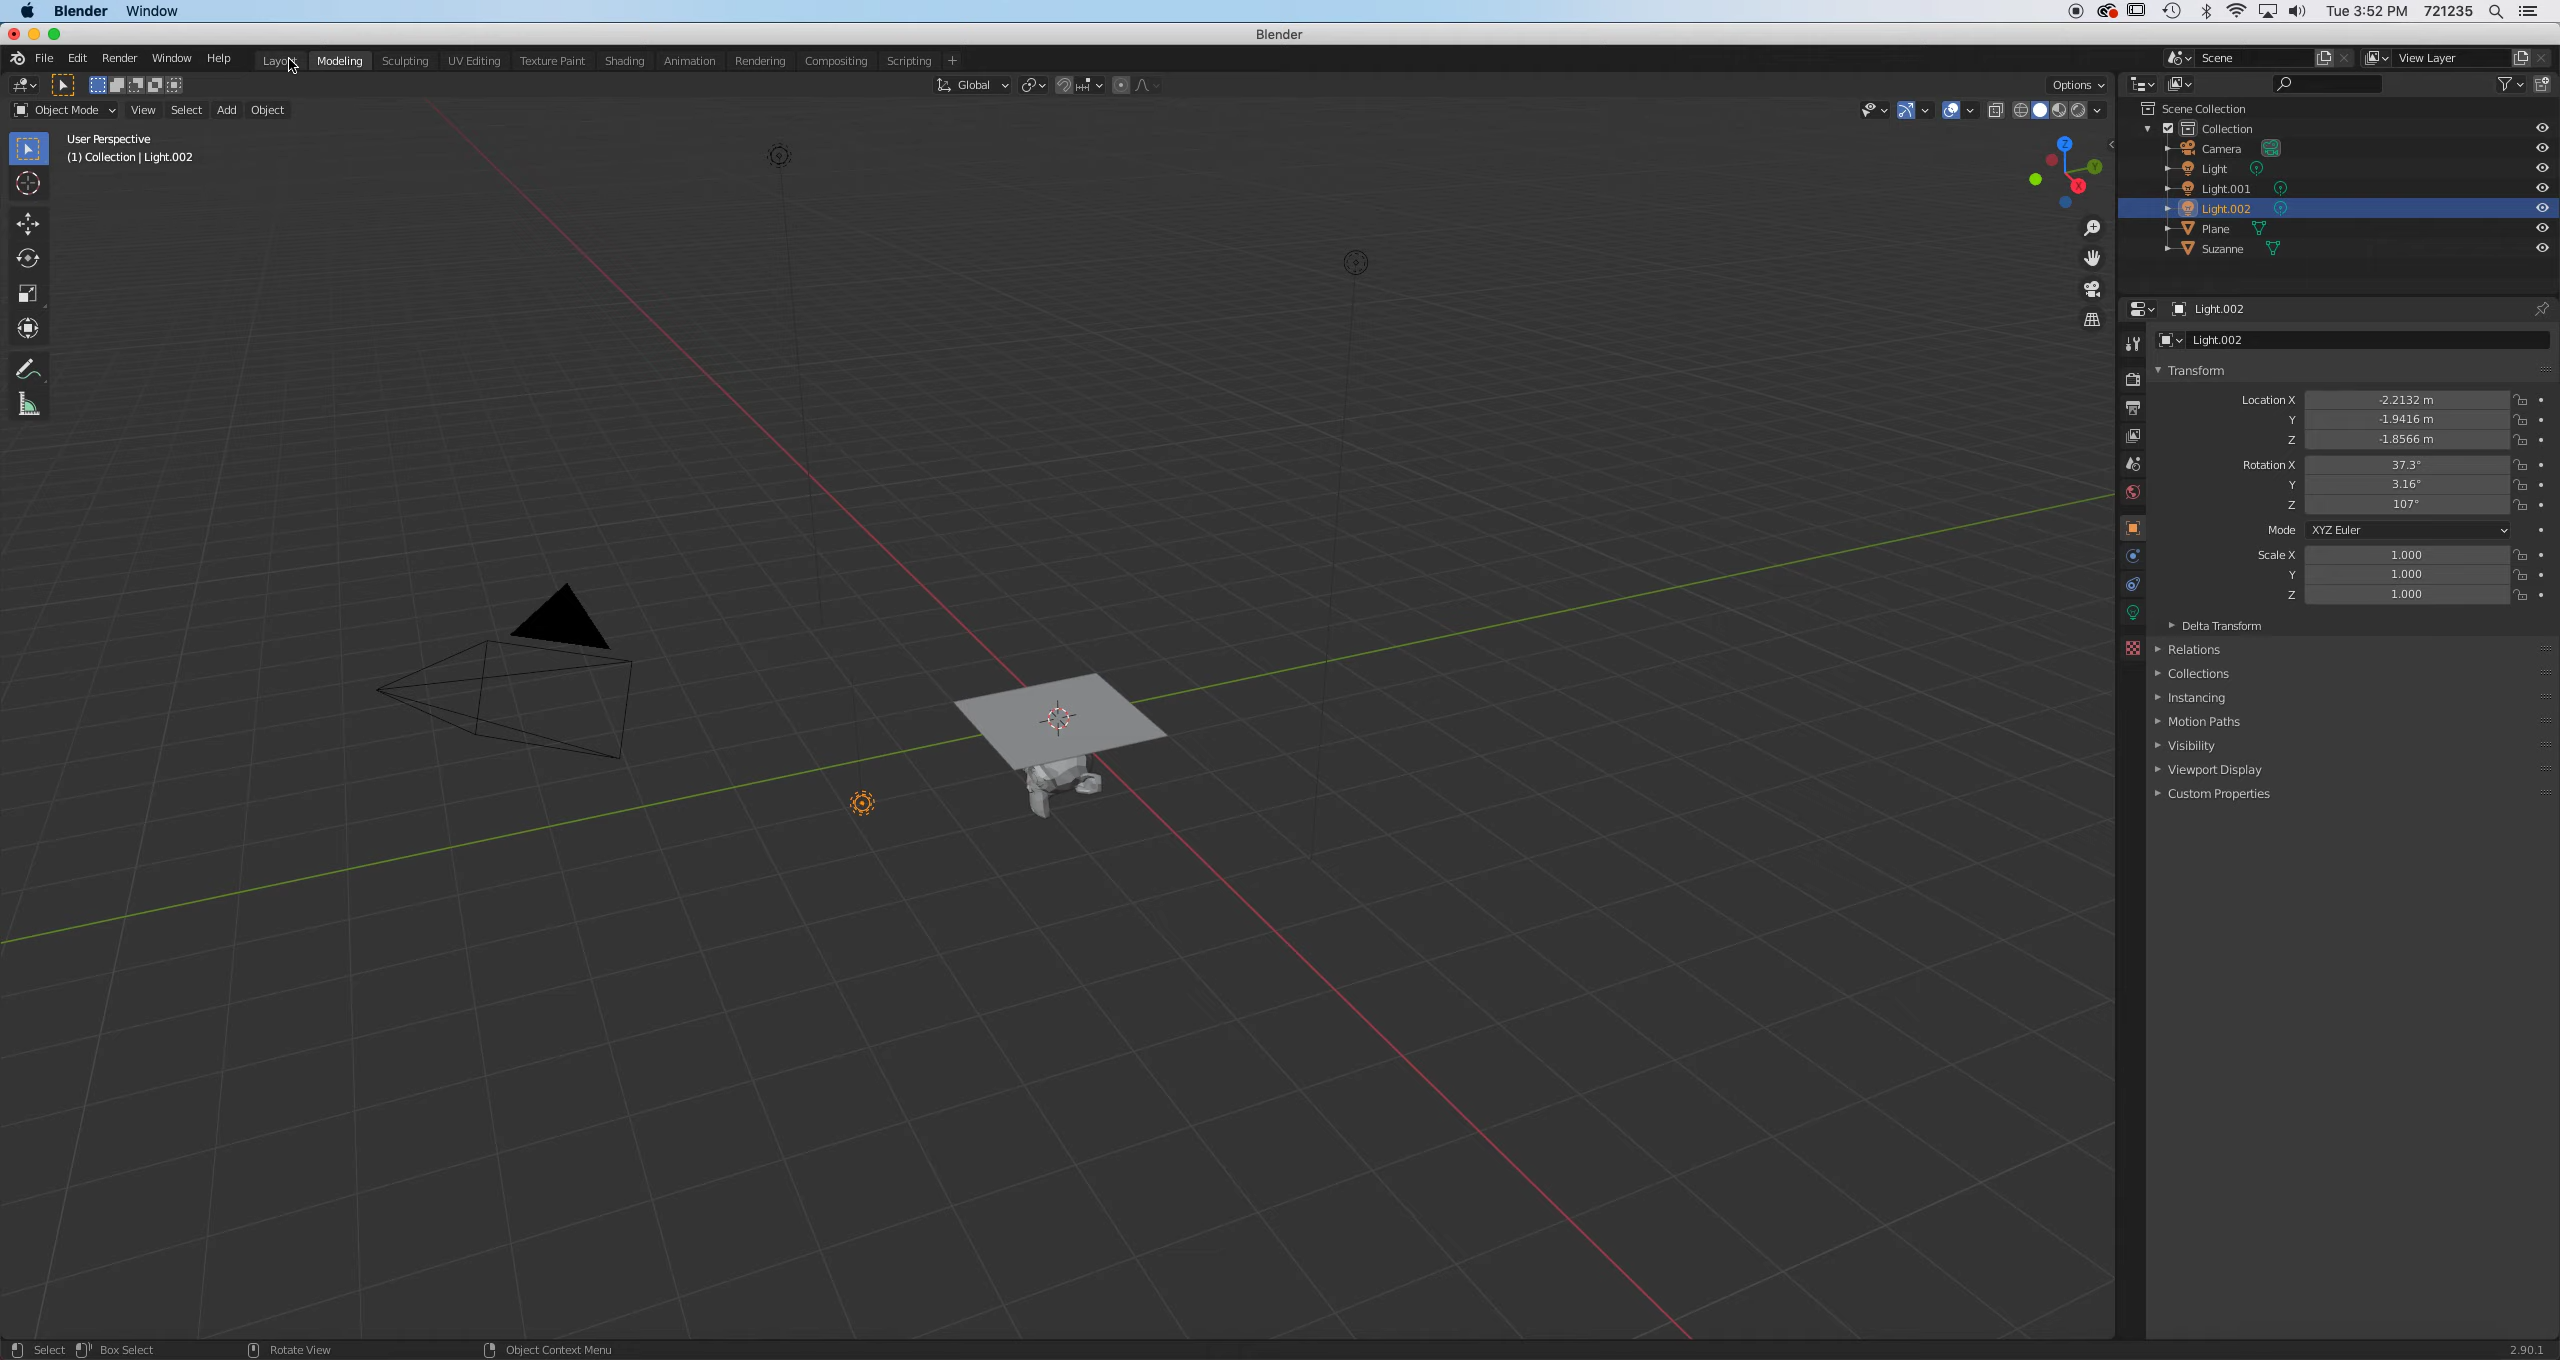 Blender Window Tue 3:52 PM 721235
Blender
File Edit Render Window Help Layout Modeling Sculpting UV Editing Texture Paint Shading Animation Rendering Compositing Scripting + Scene View Layer
Global Options
Object Mode View Select Add Object
User Perspective
(1) Collection | Light.002
Z
Y
X
Scene Collection
Collection
Camera
Light
Light.001
Light.002
Plane
Suzanne
Light.002
Light.002
Transform
Location X -2.2132 m
Y -1.9416 m
Z -1.8566 m
Rotation X 37.3°
Y 3.16°
Z 107°
Mode XYZ Euler
Scale X 1.000
Y 1.000
Z 1.000
Delta Transform
Relations
Collections
Instancing
Motion Paths
Visibility
Viewport Display
Custom Properties
Select Box Select Rotate View Object Context Menu 2.90.1